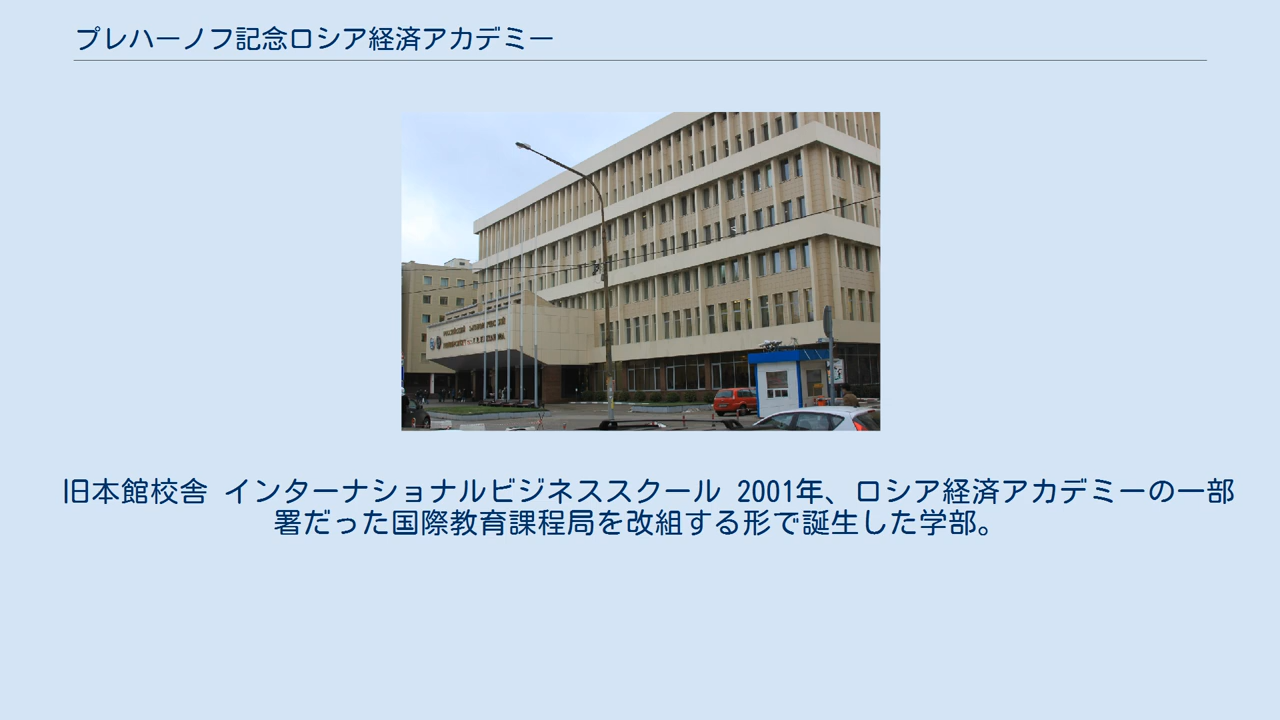 プレハーノフ記念ロシア経済アカデミー
旧本館校舎 インターナショナルビジネススクール 2001年、ロシア経済アカデミーの一部
署だった国際教育課程局を改組する形で誕生した学部。